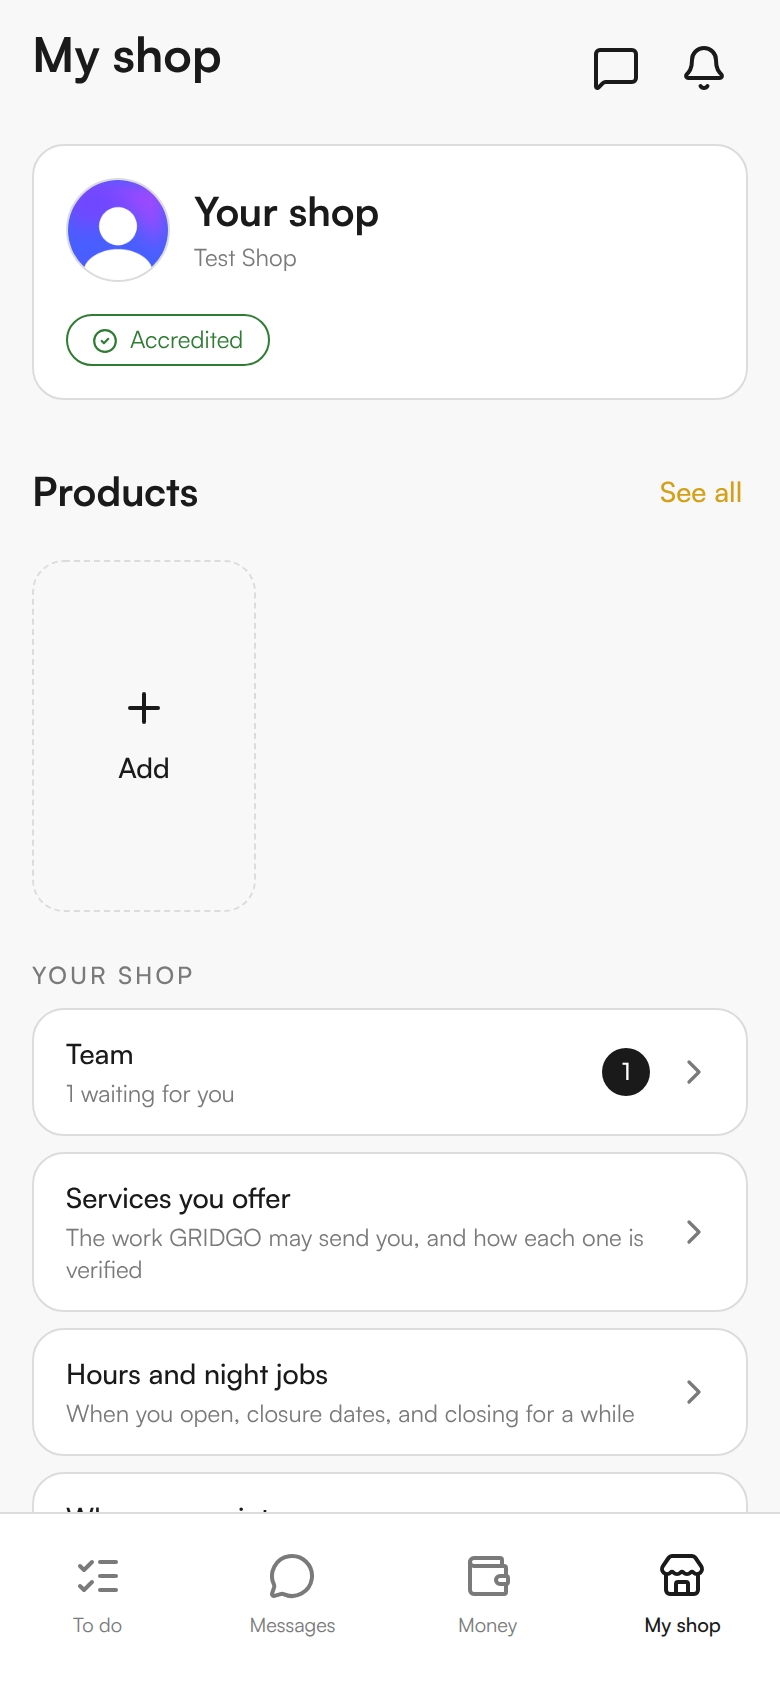 My shop
Your shop
Test Shop
Accredited
Products
See all
Add
YOUR SHOP
Team
1 waiting for you
1
Services you offer
The work GRIDGO may send you, and how each one is
verified
Hours and night jobs
When you open, closure dates, and closing for a while
To do
Messages
Money
My shop